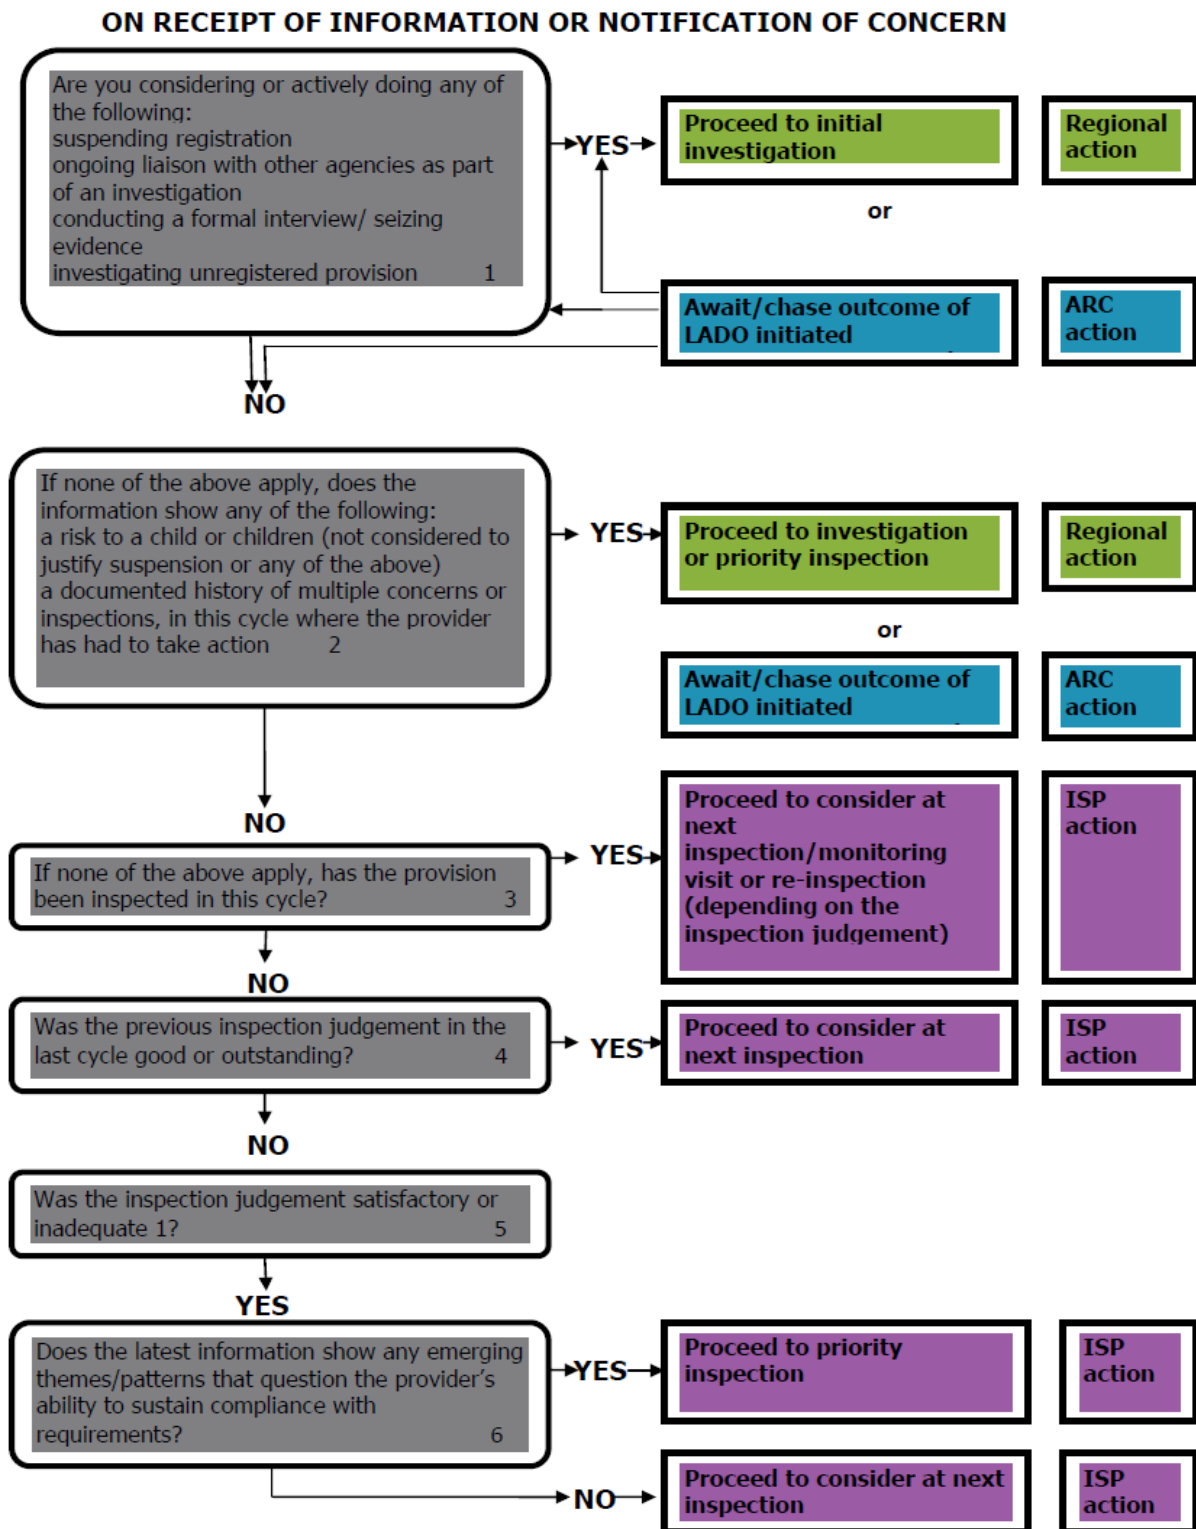 ON RECEIPT OF INFORMATION OR NOTIFICATION OF CONCERN
Are you considering or actively doing any of
the following:
suspending registration
ongoing liaison with other agencies as part
of an investigation
conducting a formal interview/ seizing
evidence
investigating unregistered provision 1
YES
Proceed to initial
investigation
Regional
action
or
Await/chase outcome of
LADO initiated
ARC
action
NO
If none of the above apply, does the
information show any of the following:
a risk to a child or children (not considered to
justify suspension or any of the above)
a documented history of multiple concerns or
inspections, in this cycle where the provider
has had to take action 2
YES
Proceed to investigation
or priority inspection
Regional
action
or
Await/chase outcome of
LADO initiated
ARC
action
NO
If none of the above apply, has the provision
been inspected in this cycle? 3
YES
Proceed to consider at
next
inspection/monitoring
visit or re-inspection
(depending on the
inspection judgement)
ISP
action
NO
Was the previous inspection judgement in the
last cycle good or outstanding? 4
YES
Proceed to consider at
next inspection
ISP
action
NO
Was the inspection judgement satisfactory or
inadequate 1? 5
YES
Does the latest information show any emerging
themes/patterns that question the provider's
ability to sustain compliance with
requirements? 6
YES
Proceed to priority
inspection
ISP
action
NO
Proceed to consider at next
inspection
ISP
action